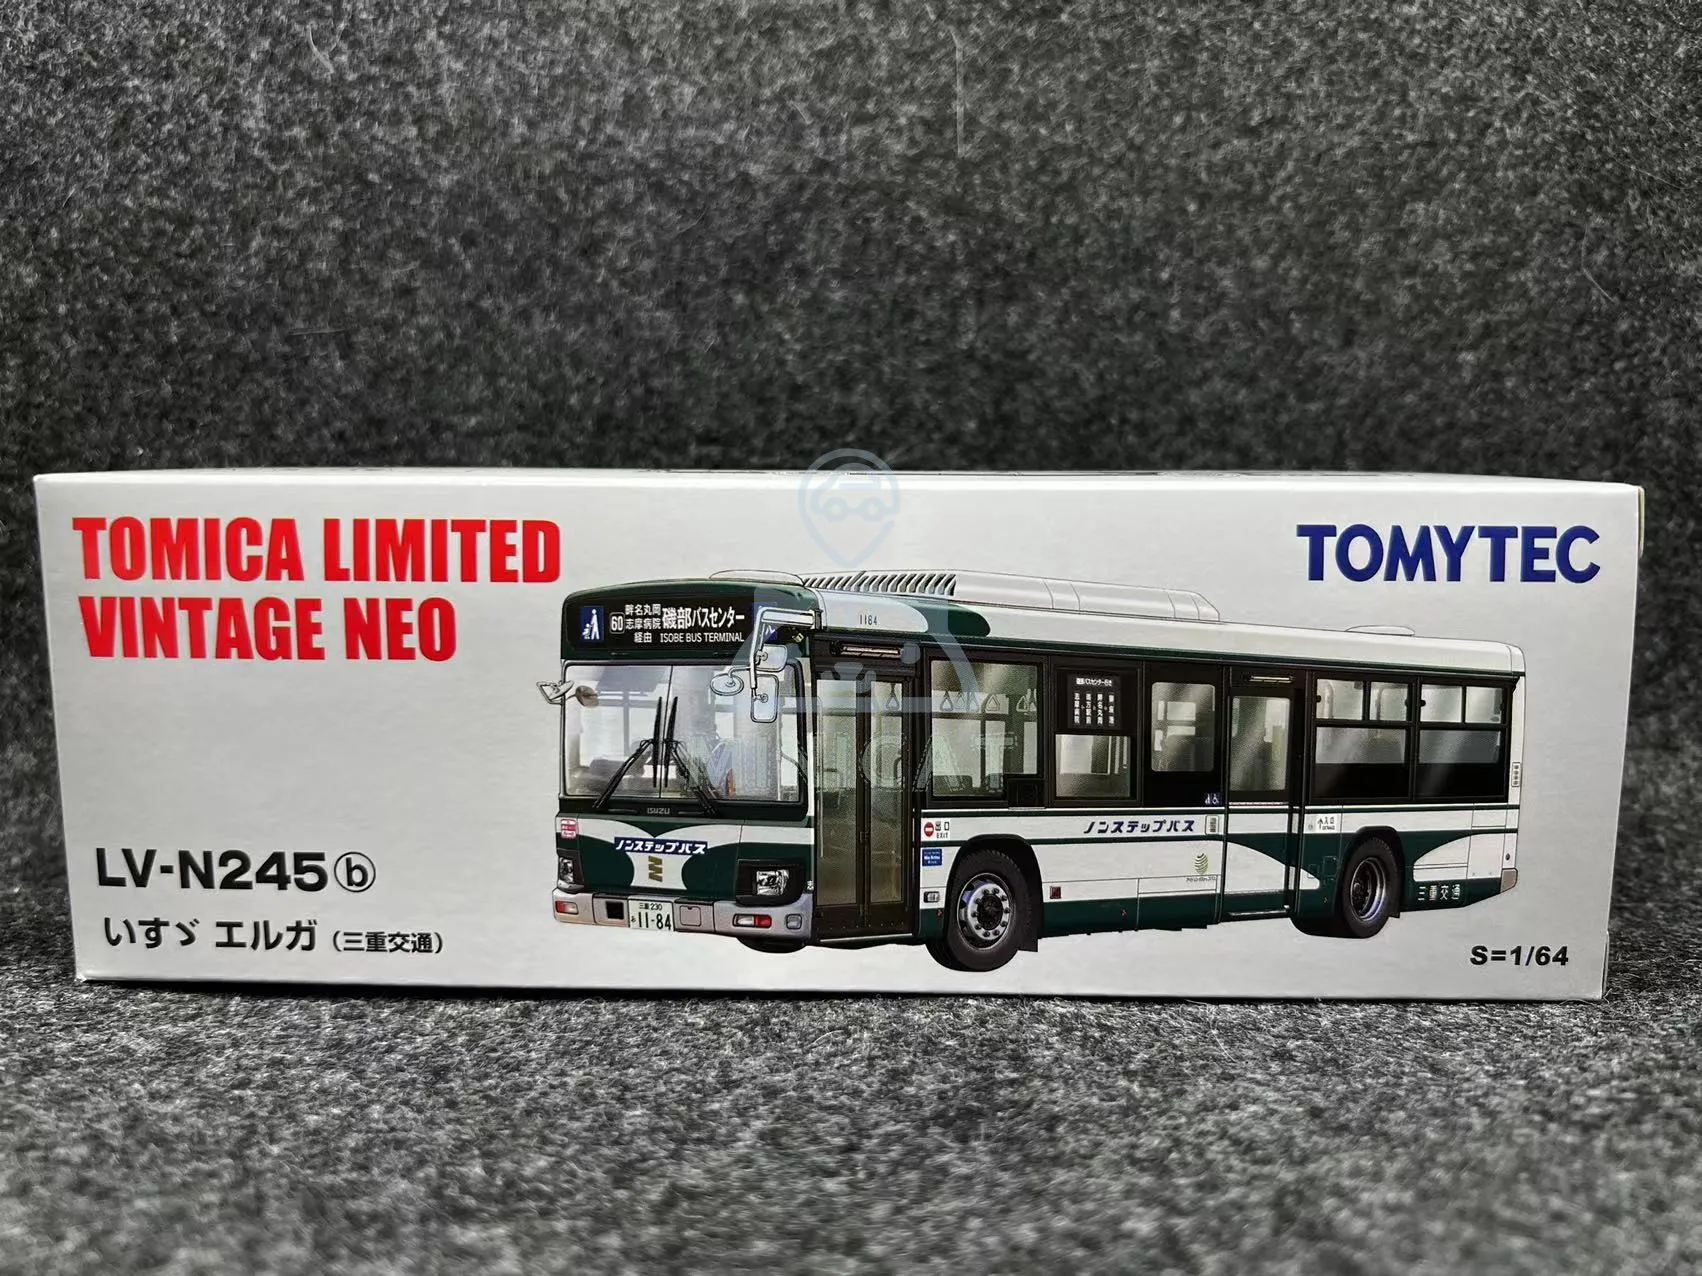 TOMICA LIMITED
VINTAGE NEO
TOMYTEC
60
畔名丸岡
志摩病院
経由
磯部バスセンター
ISOBE BUS TERMINAL
1184
MINICAT
ISUZU
ノンステップバス
三重 230
11-84
出口
EXIT
ノンステップバス
入口
三重交通
LV-N245ⓑ
いすゞ エルガ (三重交通)
S=1/64